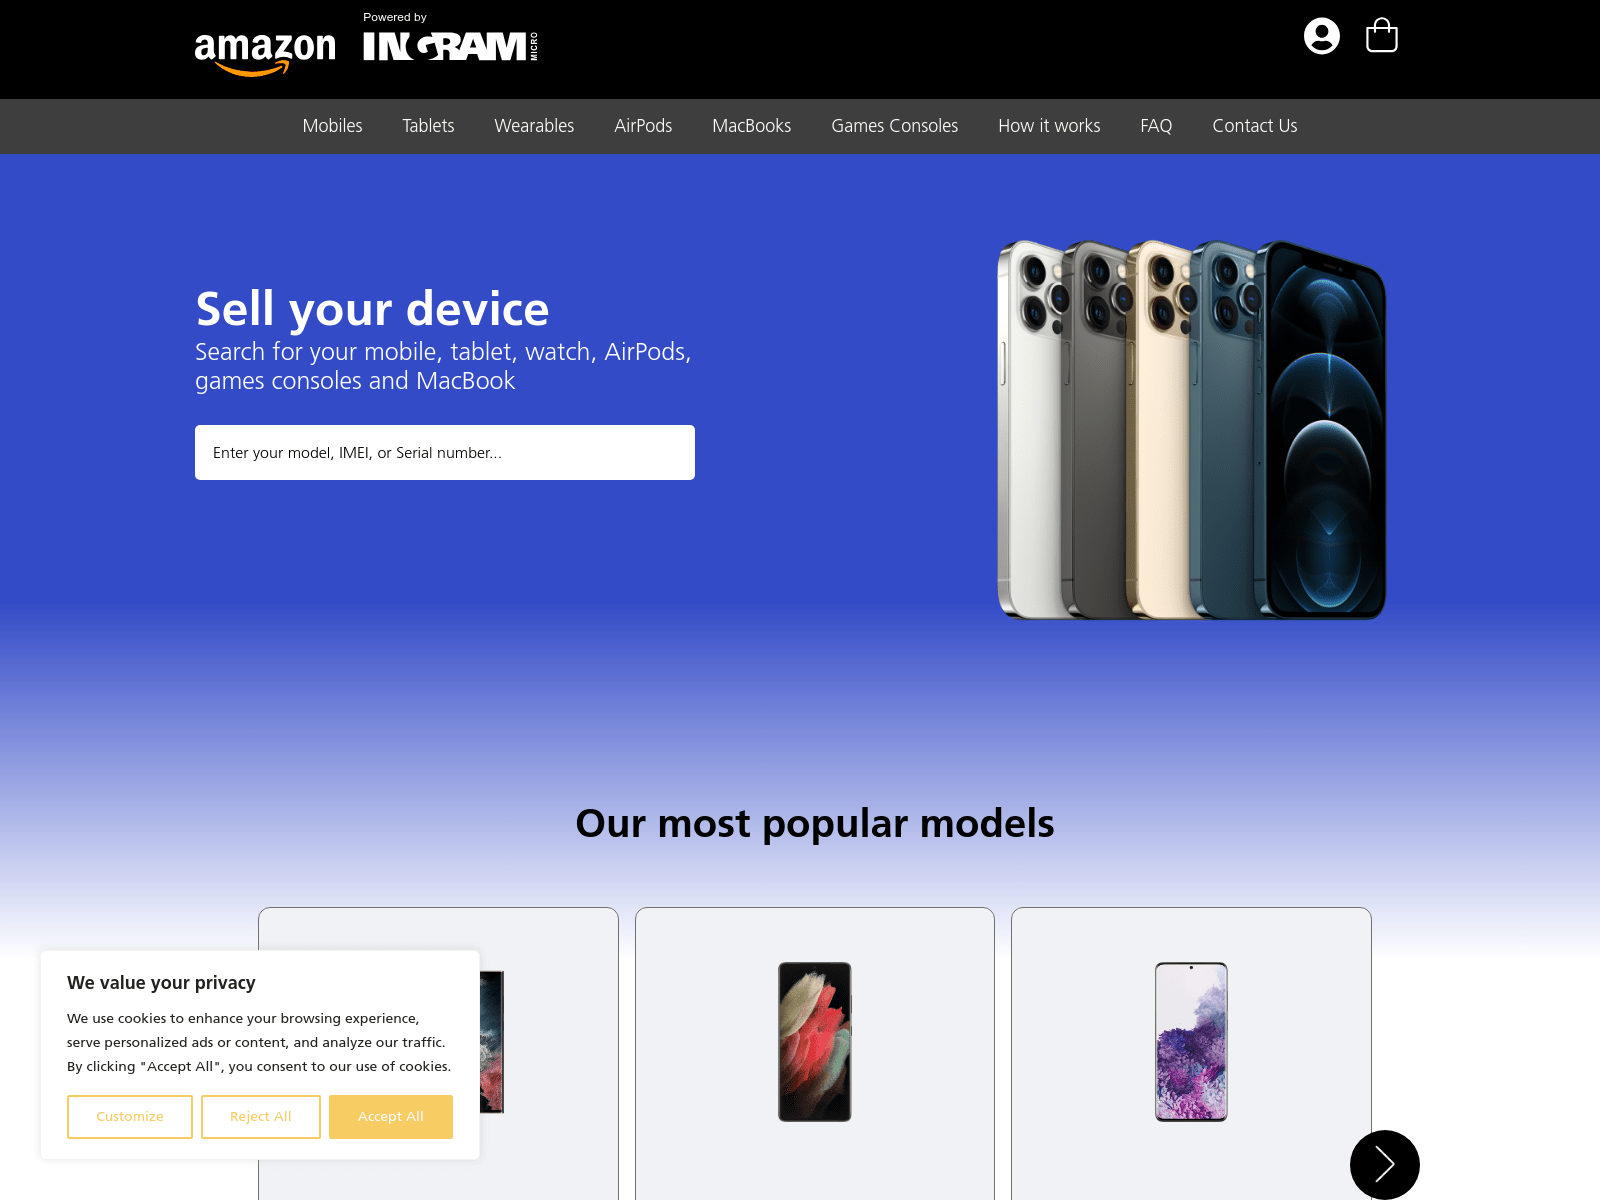 amazon
Powered by
INGRAM
MICRO
Mobiles
Tablets
Wearables
AirPods
MacBooks
Games Consoles
How it works
FAQ
Contact Us
Sell your device
Search for your mobile, tablet, watch, AirPods,
games consoles and MacBook
Enter your model, IMEI, or Serial number...
Our most popular models
We value your privacy
We use cookies to enhance your browsing experience,
serve personalized ads or content, and analyze our traffic.
By clicking "Accept All", you consent to our use of cookies.
Customize
Reject All
Accept All